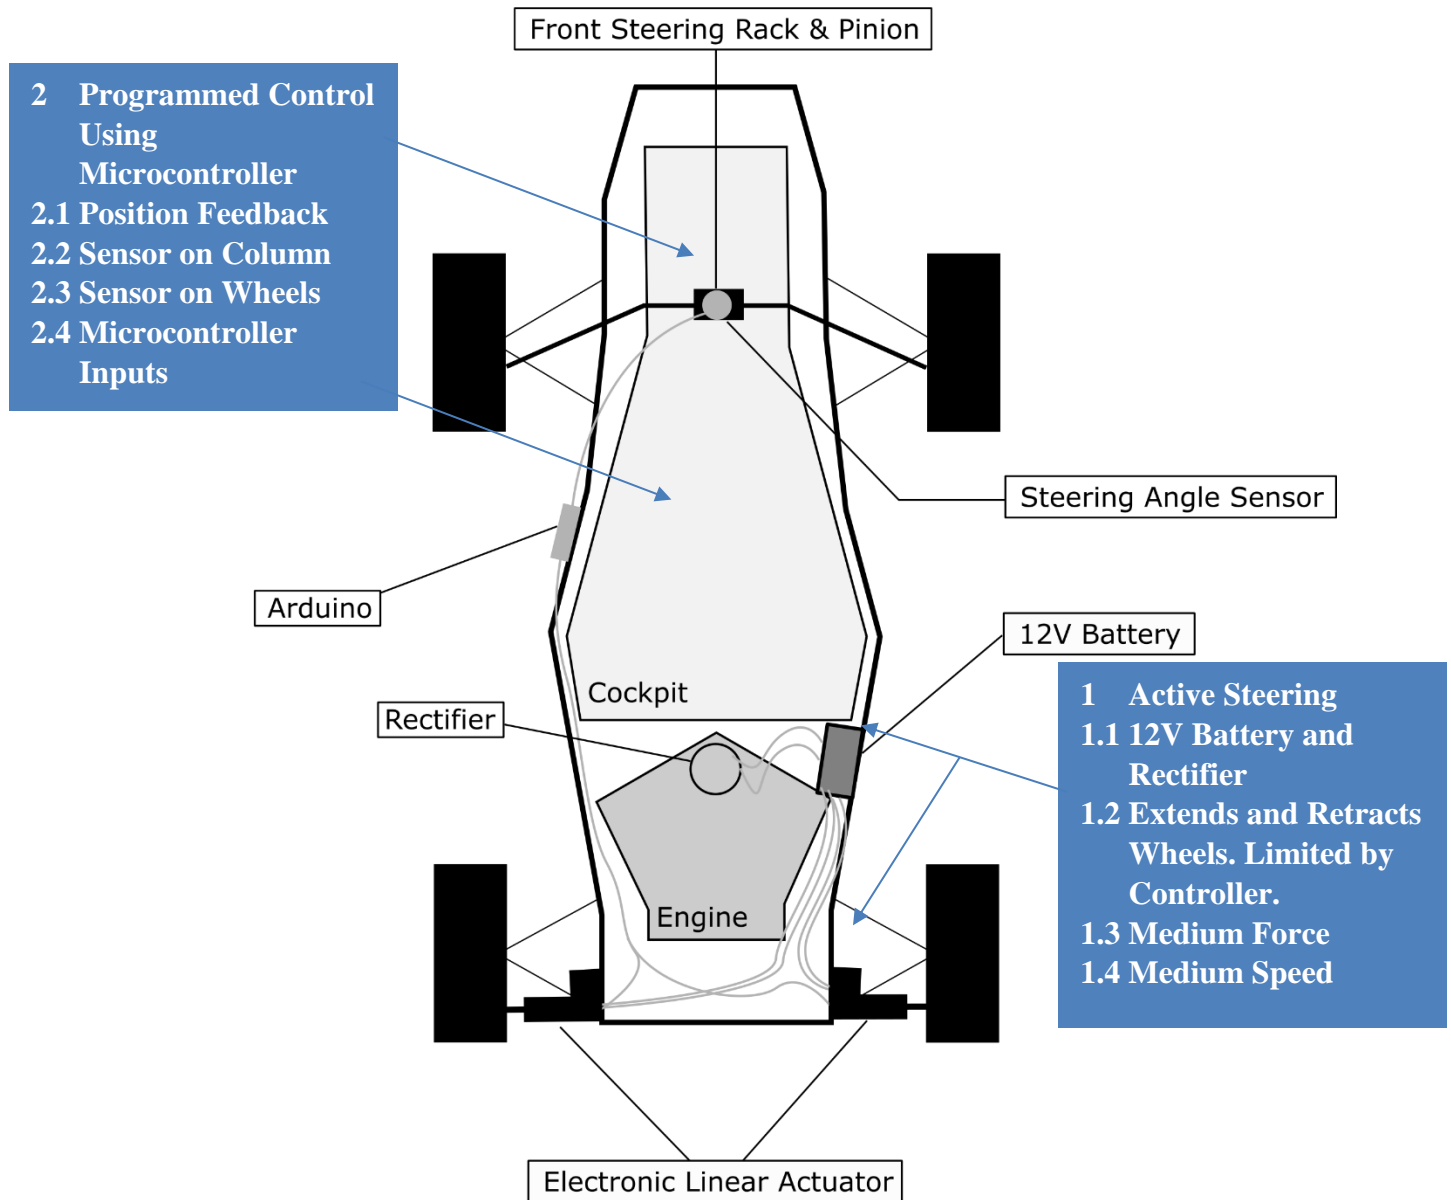 Front Steering Rack & Pinion
2 Programmed Control
Using
Microcontroller
2.1 Position Feedback
2.2 Sensor on Column
2.3 Sensor on Wheels
2.4 Microcontroller
Inputs
Steering Angle Sensor
Arduino
12V Battery
Cockpit
Rectifier
1 Active Steering
1.1 12V Battery and
Rectifier
1.2 Extends and Retracts
Wheels. Limited by
Controller.
1.3 Medium Force
1.4 Medium Speed
Engine
Electronic Linear Actuator